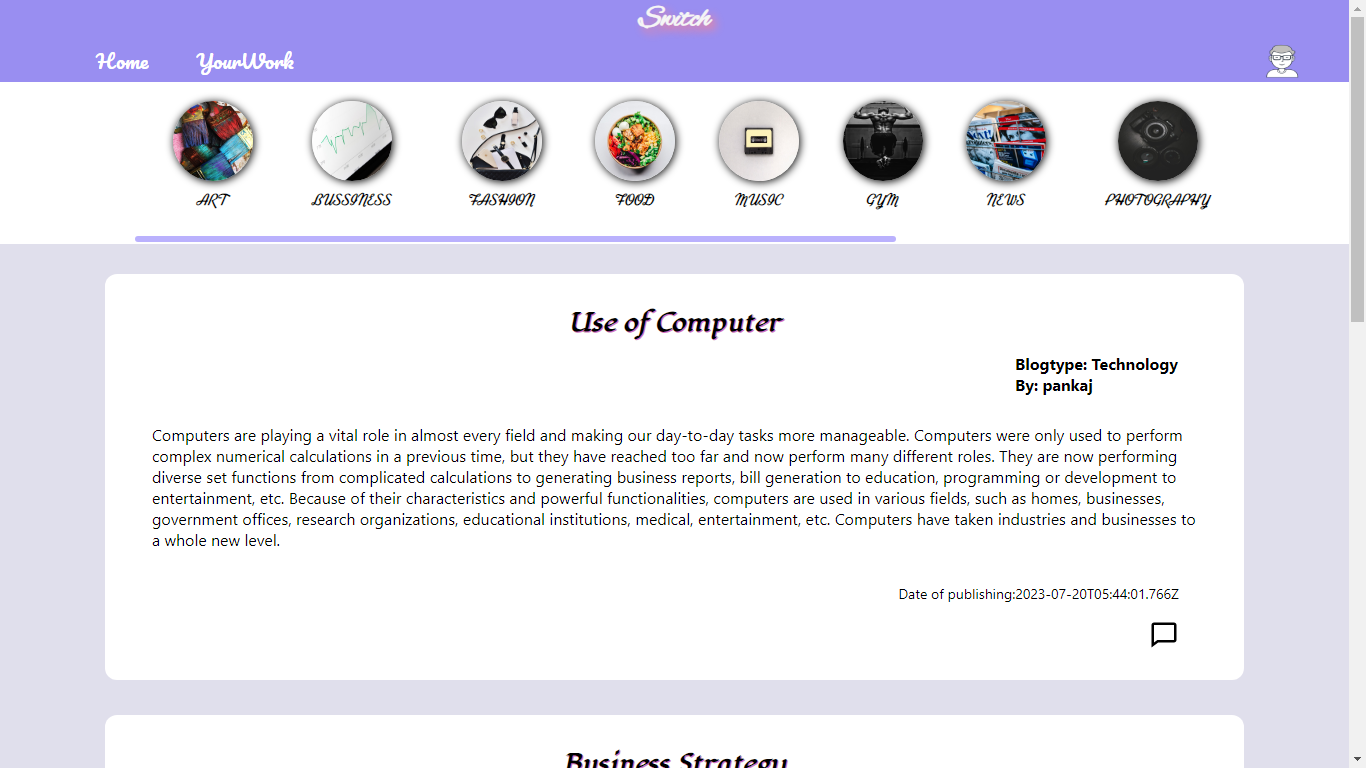 Switch
Home YourWork
ART BUSSINESS FASHION FOOD MUSIC GYM NEWS PHOTOGRAPHY
Use of Computer
Blogtype: Technology
By: pankaj
Computers are playing a vital role in almost every field and making our day-to-day tasks more manageable. Computers were only used to perform
complex numerical calculations in a previous time, but they have reached too far and now perform many different roles. They are now performing
diverse set functions from complicated calculations to generating business reports, bill generation to education, programming or development to
entertainment, etc. Because of their characteristics and powerful functionalities, computers are used in various fields, such as homes, businesses,
government offices, research organizations, educational institutions, medical, entertainment, etc. Computers have taken industries and businesses to
a whole new level.
Date of publishing:2023-07-20T05:44:01.766Z
Business Strategy